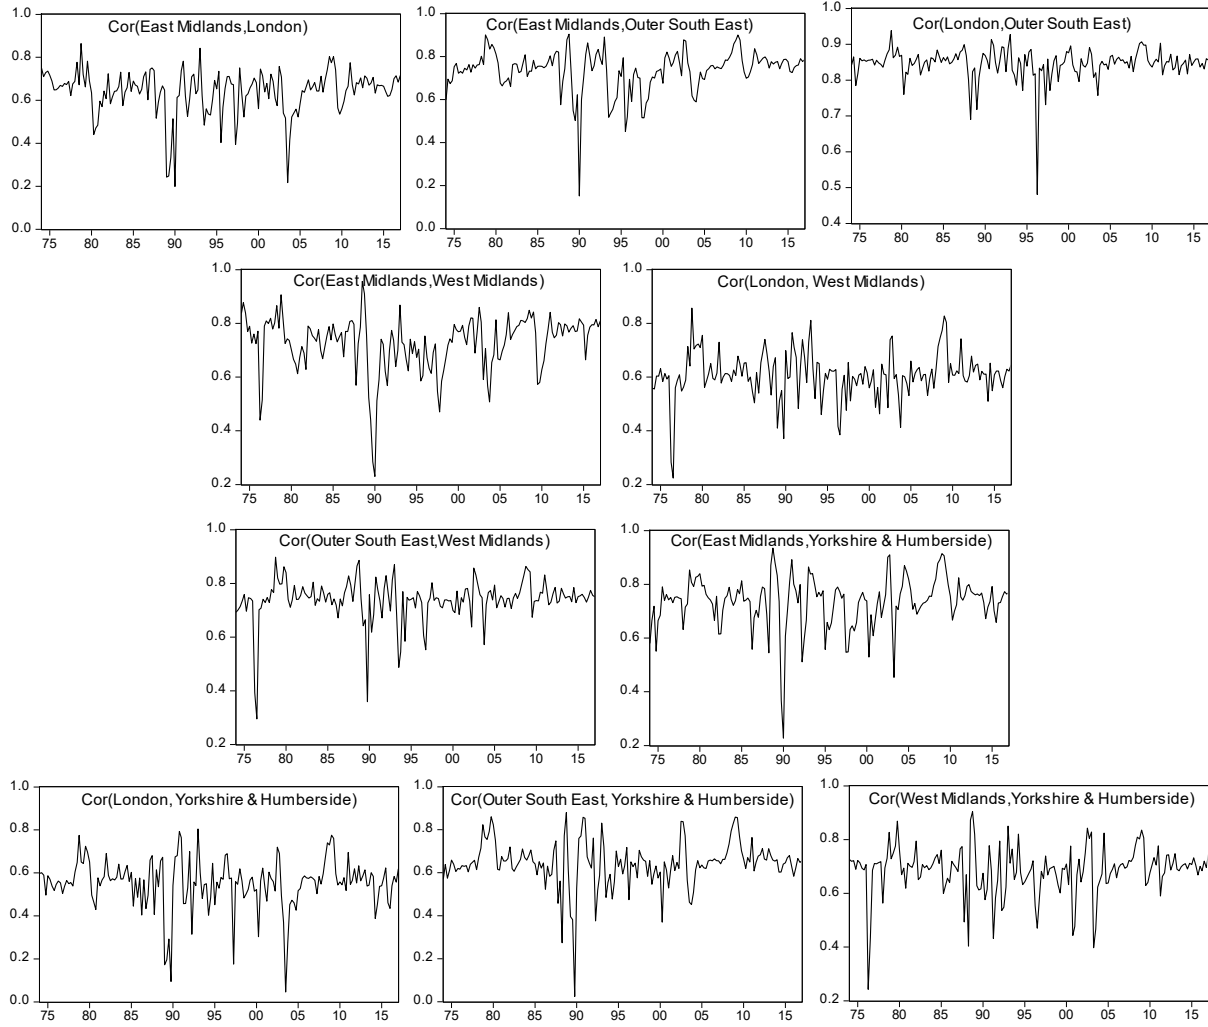 Cor(East Midlands,London)
1.0
0.8
0.6
0.4
0.2
0.0
75 80 85 90 95 00 05 10 15
Cor(East Midlands,Outer South East)
1.0
0.8
0.6
0.4
0.2
0.0
75 80 85 90 95 00 05 10 15
Cor(London,Outer South East)
1.0
0.9
0.8
0.7
0.6
0.5
0.4
75 80 85 90 95 00 05 10 15
Cor(East Midlands,West Midlands)
1.0
0.8
0.6
0.4
0.2
75 80 85 90 95 00 05 10 15
Cor(London, West Midlands)
1.0
0.8
0.6
0.4
0.2
75 80 85 90 95 00 05 10 15
Cor(Outer South East,West Midlands)
1.0
0.8
0.6
0.4
0.2
75 80 85 90 95 00 05 10 15
Cor(East Midlands,Yorkshire & Humberside)
1.0
0.8
0.6
0.4
0.2
75 80 85 90 95 00 05 10 15
Cor(London, Yorkshire & Humberside)
1.0
0.8
0.6
0.4
0.2
0.0
75 80 85 90 95 00 05 10 15
Cor(Outer South East, Yorkshire & Humberside)
1.0
0.8
0.6
0.4
0.2
0.0
75 80 85 90 95 00 05 10 15
Cor(West Midlands,Yorkshire & Humberside)
1.0
0.8
0.6
0.4
0.2
75 80 85 90 95 00 05 10 15